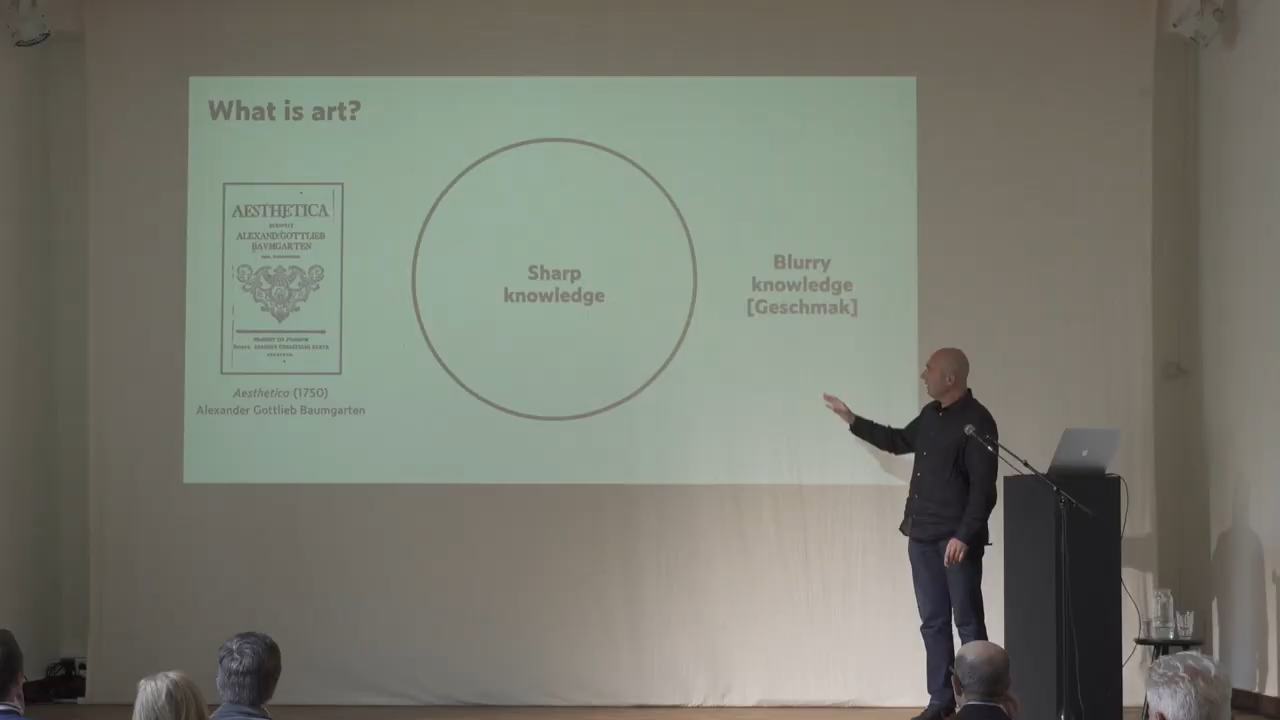 What is art?
AESTHETICA
ALEXAND:GOTTLIEB
BAVMGARTEN
Aesthetica (1750)
Alexander Gottlieb Baumgarten
Sharp
knowledge
Blurry
knowledge
[Geschmak]